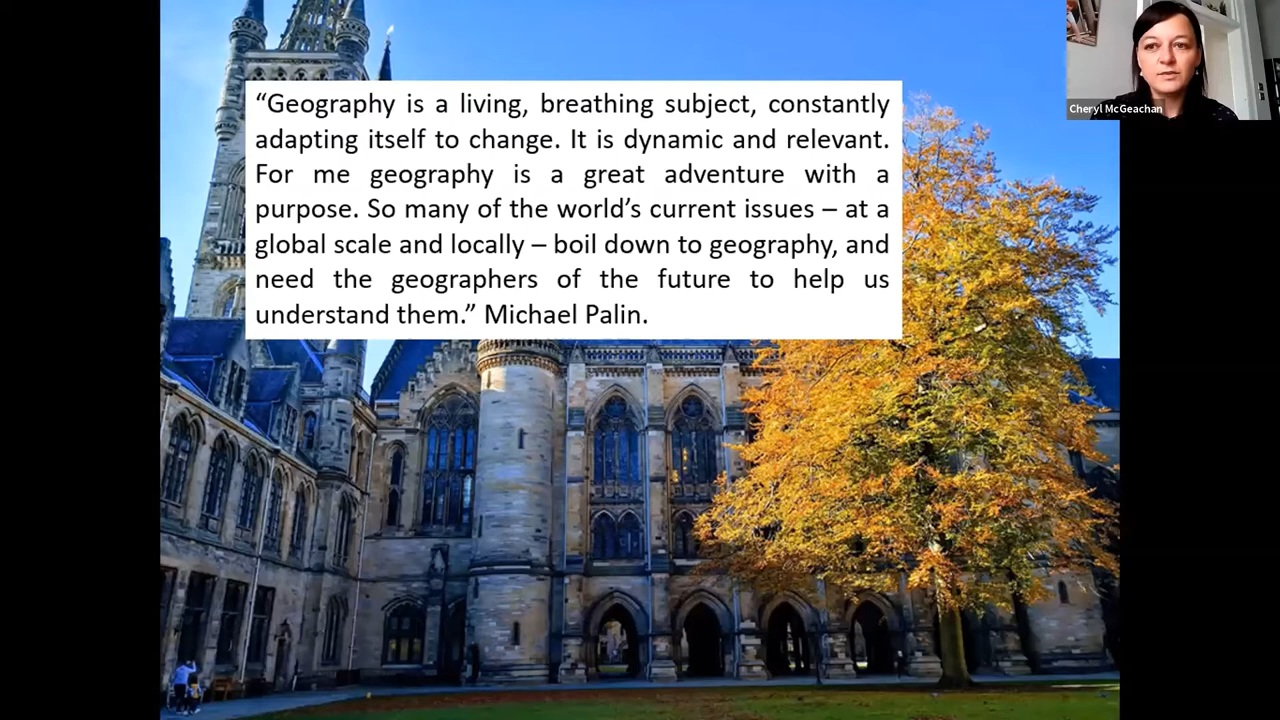 “Geography is a living, breathing subject, constantly
adapting itself to change. It is dynamic and relevant.
For me geography is a great adventure with a
purpose. So many of the world’s current issues – at a
global scale and locally – boil down to geography, and
need the geographers of the future to help us
understand them.” Michael Palin.
Cheryl McGeachan